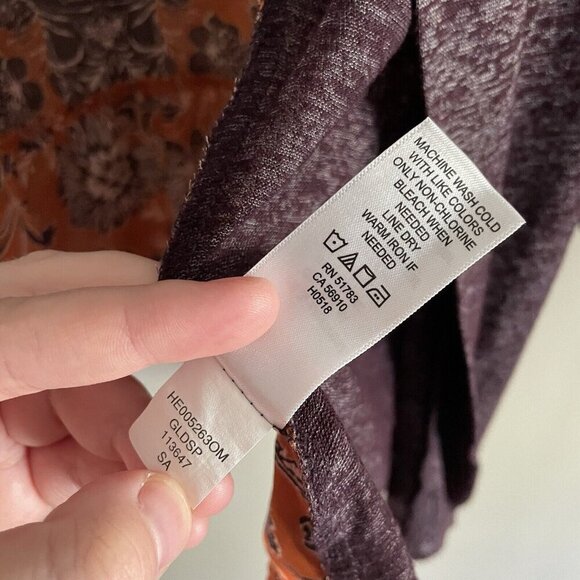 MACHINE WASH COLD
WITH LIKE COLORS
ONLY NON-CHLORINE
BLEACH WHEN
NEEDED
LINE DRY
WARM IRON IF
NEEDED
RN 51783
CA 56910
H0518
HE005263OM
GLDSP
113647
SA